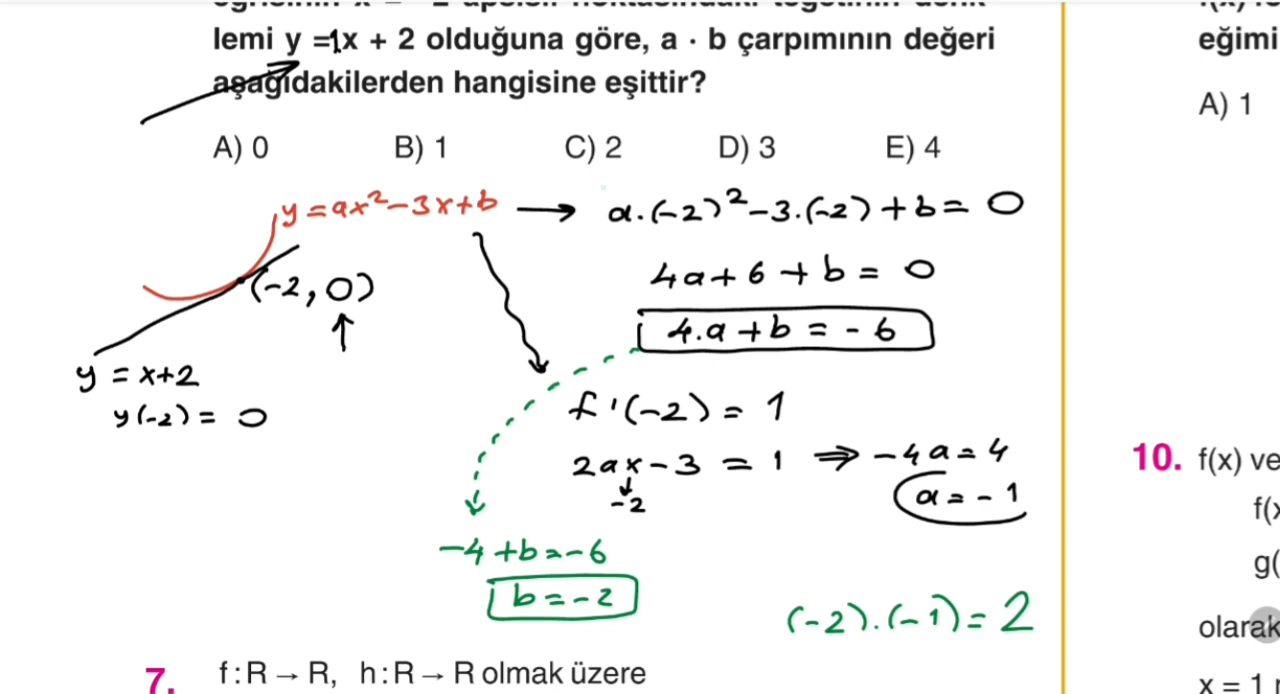 lemi y =1x + 2 olduğuna göre, a · b çarpımının değeri
aşağıdakilerden hangisine eşittir?
A) 0 B) 1 C) 2 D) 3 E) 4
y = ax² - 3x + b → a.(-2)² - 3.(-2) + b = 0
4a + 6 + b = 0
(-2, 0)
4.a + b = - 6
y = x+2
y(-2) = 0
f'(-2) = 1
2ax - 3 = 1 ⇒ -4a = 4
-2
a = - 1
-4 + b = -6
b = -2
(-2).(-1) = 2
7. f : R → R, h : R → R olmak üzere
eğimi
A) 1
10. f(x) ve
olarak
x = 1